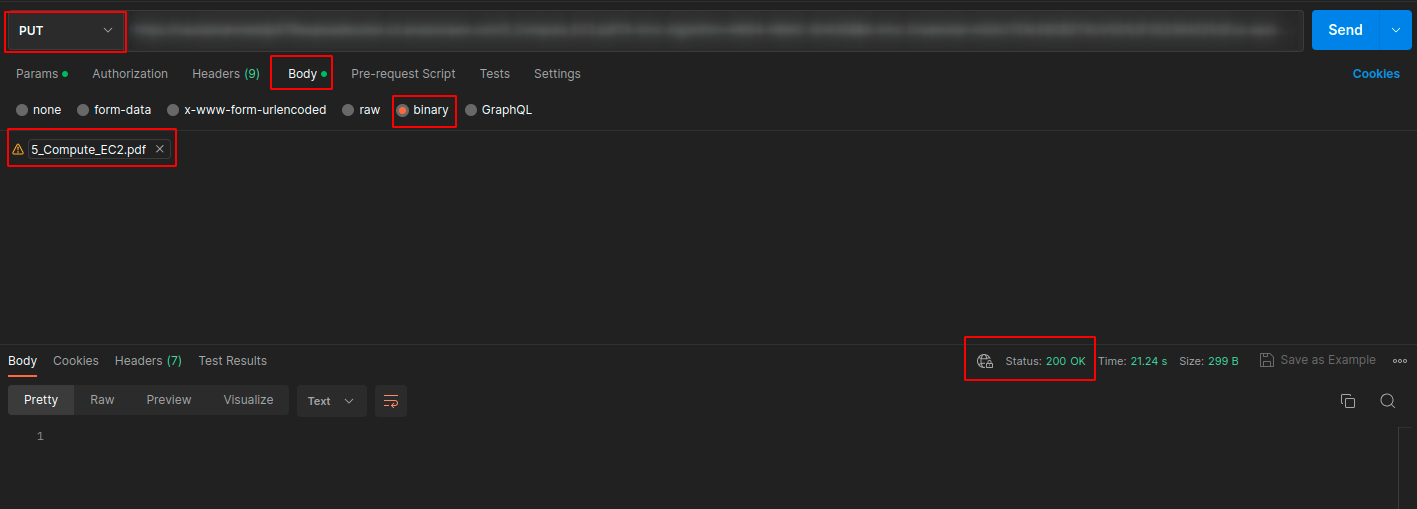 PUT
Send
Params Authorization Headers (9) Body Pre-request Script Tests Settings Cookies
none form-data x-www-form-urlencoded raw binary GraphQL
5_Compute_EC2.pdf
Body Cookies Headers (7) Test Results Status: 200 OK Time: 21.24 s Size: 299 B Save as Example
Pretty Raw Preview Visualize Text
1